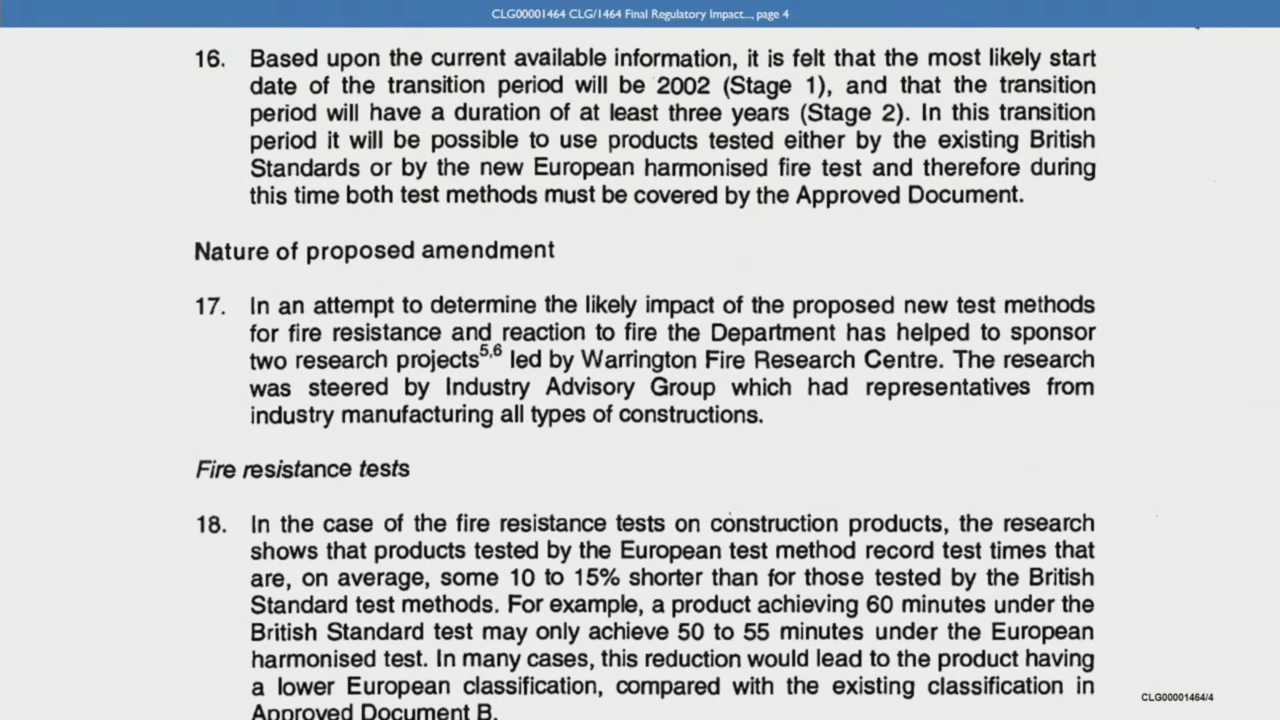 CLG00001464 CLG/1464 Final Regulatory Impact..., page 4
16. Based upon the current available information, it is felt that the most likely start
date of the transition period will be 2002 (Stage 1), and that the transition
period will have a duration of at least three years (Stage 2). In this transition
period it will be possible to use products tested either by the existing British
Standards or by the new European harmonised fire test and therefore during
this time both test methods must be covered by the Approved Document.
Nature of proposed amendment
17. In an attempt to determine the likely impact of the proposed new test methods
for fire resistance and reaction to fire the Department has helped to sponsor
two research projects5,6 led by Warrington Fire Research Centre. The research
was steered by Industry Advisory Group which had representatives from
industry manufacturing all types of constructions.
Fire resistance tests
18. In the case of the fire resistance tests on construction products, the research
shows that products tested by the European test method record test times that
are, on average, some 10 to 15% shorter than for those tested by the British
Standard test methods. For example, a product achieving 60 minutes under the
British Standard test may only achieve 50 to 55 minutes under the European
harmonised test. In many cases, this reduction would lead to the product having
a lower European classification, compared with the existing classification in
Approved Document B.
CLG00001464/4